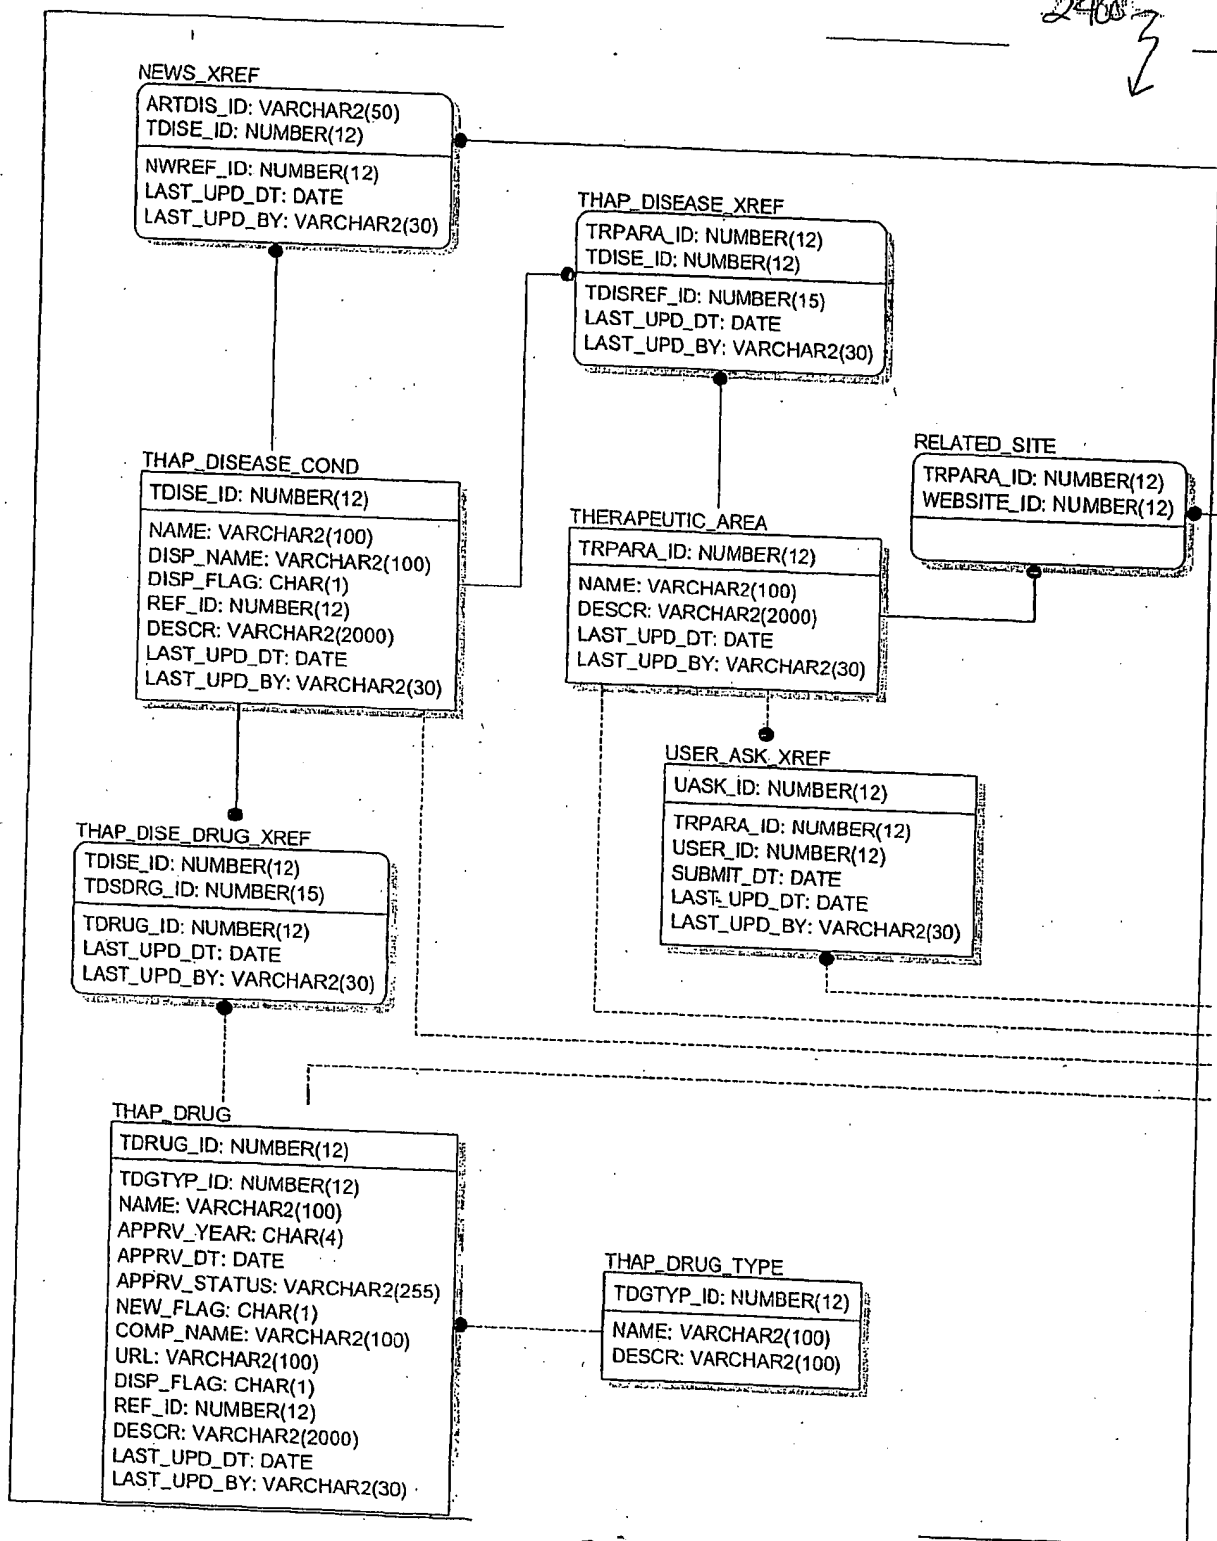 2400
NEWS_XREF
ARTDIS_ID: VARCHAR2(50)
TDISE_ID: NUMBER(12)
NWREF_ID: NUMBER(12)
LAST_UPD_DT: DATE
LAST_UPD_BY: VARCHAR2(30)
THAP_DISEASE_XREF
TRPARA_ID: NUMBER(12)
TDISE_ID: NUMBER(12)
TDISREF_ID: NUMBER(15)
LAST_UPD_DT: DATE
LAST_UPD_BY: VARCHAR2(30)
RELATED_SITE
TRPARA_ID: NUMBER(12)
WEBSITE_ID: NUMBER(12)
THAP_DISEASE_COND
TDISE_ID: NUMBER(12)
NAME: VARCHAR2(100)
DISP_NAME: VARCHAR2(100)
DISP_FLAG: CHAR(1)
REF_ID: NUMBER(12)
DESCR: VARCHAR2(2000)
LAST_UPD_DT: DATE
LAST_UPD_BY: VARCHAR2(30)
THERAPEUTIC_AREA
TRPARA_ID: NUMBER(12)
NAME: VARCHAR2(100)
DESCR: VARCHAR2(2000)
LAST_UPD_DT: DATE
LAST_UPD_BY: VARCHAR2(30)
USER_ASK_XREF
UASK_ID: NUMBER(12)
TRPARA_ID: NUMBER(12)
USER_ID: NUMBER(12)
SUBMIT_DT: DATE
LAST_UPD_DT: DATE
LAST_UPD_BY: VARCHAR2(30)
THAP_DISE_DRUG_XREF
TDISE_ID: NUMBER(12)
TDSDRG_ID: NUMBER(15)
TDRUG_ID: NUMBER(12)
LAST_UPD_DT: DATE
LAST_UPD_BY: VARCHAR2(30)
THAP_DRUG
TDRUG_ID: NUMBER(12)
TDGTYP_ID: NUMBER(12)
NAME: VARCHAR2(100)
APPRV_YEAR: CHAR(4)
APPRV_DT: DATE
APPRV_STATUS: VARCHAR2(255)
NEW_FLAG: CHAR(1)
COMP_NAME: VARCHAR2(100)
URL: VARCHAR2(100)
DISP_FLAG: CHAR(1)
REF_ID: NUMBER(12)
DESCR: VARCHAR2(2000)
LAST_UPD_DT: DATE
LAST_UPD_BY: VARCHAR2(30)
THAP_DRUG_TYPE
TDGTYP_ID: NUMBER(12)
NAME: VARCHAR2(100)
DESCR: VARCHAR2(100)